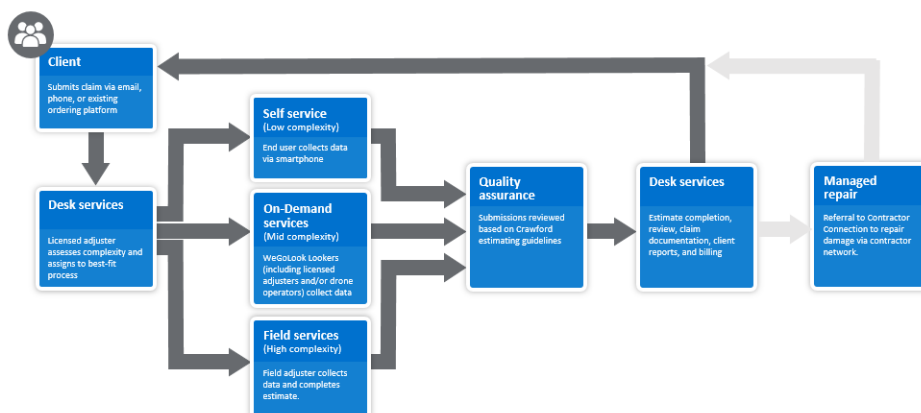 Client
Submits claim via email,
phone, or existing
ordering platform
Desk services
Licensed adjuster
assesses complexity and
assigns to best-fit
process
Self service
(Low complexity)
End user collects data
via smartphone
On-Demand
services
(Mid complexity)
WeGoLook Lookers
(including licensed
adjusters and/or drone
operators) collect data
Field services
(High complexity)
Field adjuster collects
data and completes
estimate.
Quality
assurance
Submissions reviewed
based on Crawford
estimating guidelines
Desk services
Estimate completion,
review, claim
documentation, client
reports, and billing
Managed
repair
Referral to Contractor
Connection to repair
damage via contractor
network.